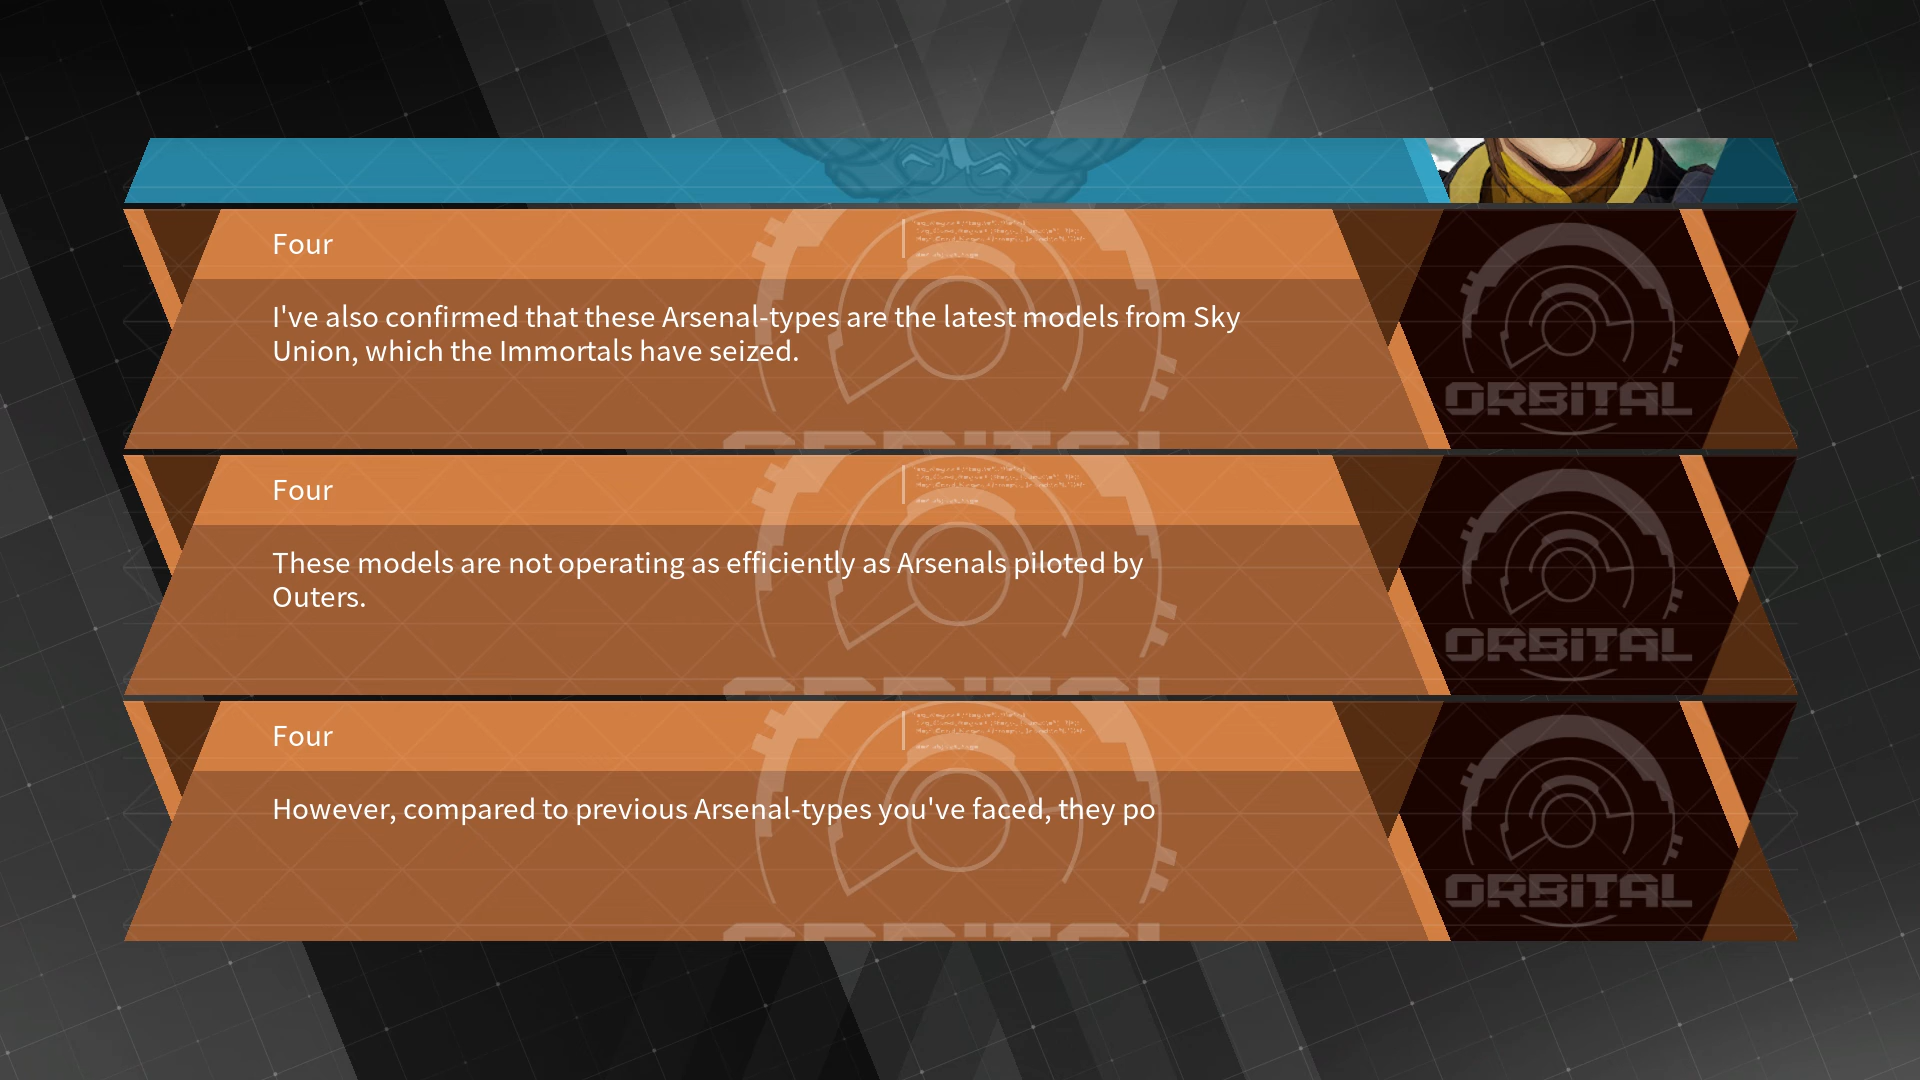 Four
I've also confirmed that these Arsenal-types are the latest models from Sky
Union, which the Immortals have seized.
ORBITAL
Four
These models are not operating as efficiently as Arsenals piloted by
Outers.
ORBITAL
Four
However, compared to previous Arsenal-types you've faced, they po
ORBITAL